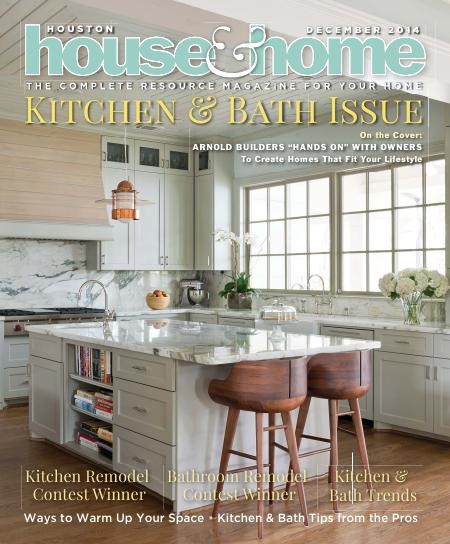 HOUSTON
DECEMBER 2014
house&home
THE COMPLETE RESOURCE MAGAZINE FOR YOUR HOME
KITCHEN & BATH ISSUE
On the Cover:
ARNOLD BUILDERS "HANDS ON" WITH OWNERS
To Create Homes That Fit Your Lifestyle
Kitchen Remodel
Contest Winner
Bathroom Remodel
Contest Winner
Kitchen &
Bath Trends
Ways to Warm Up Your Space • Kitchen & Bath Tips from the Pros